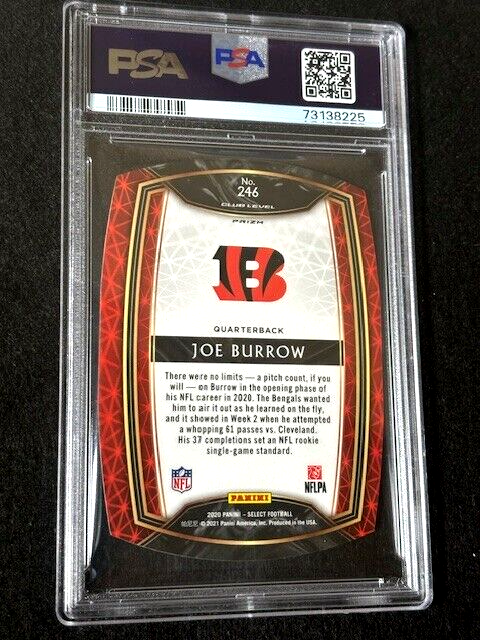 PSA
PSA
73138225
No.
246
CLUB LEVEL
PRIZM
B
QUARTERBACK
JOE BURROW
There were no limits — a pitch count, if you
will — on Burrow in the opening phase of
his NFL career in 2020. The Bengals wanted
him to air it out as he learned on the fly,
and it showed in Week 2 when he attempted
a whopping 61 passes vs. Cleveland.
His 37 completions set an NFL rookie
single-game standard.
NFL
NFLPA
PANINI
2020 PANINI – SELECT FOOTBALL
帕尼尼 © 2021 Panini America, Inc. Produced in the USA.